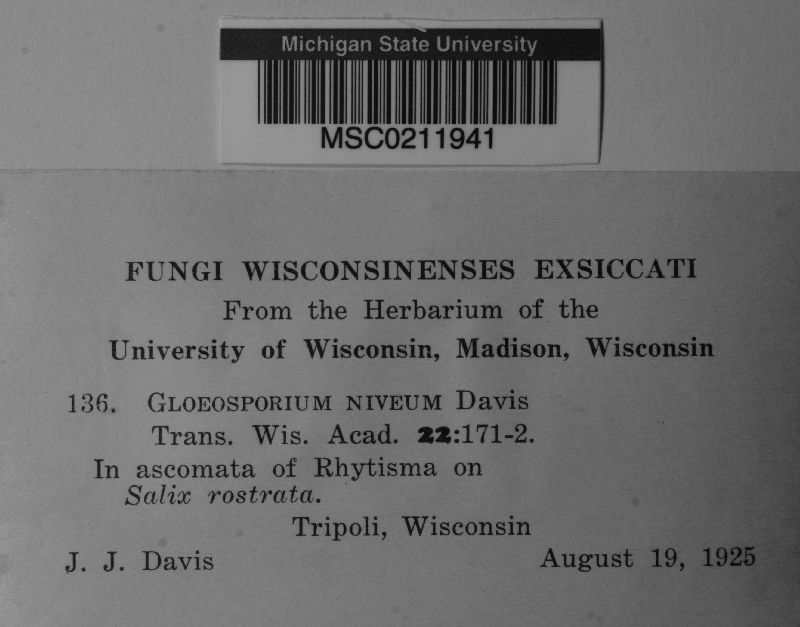 Michigan State University
MSC0211941
FUNGI WISCONSINENSES EXSICCATI
From the Herbarium of the
University of Wisconsin, Madison, Wisconsin
136. GLOEOSPORIUM NIVEUM Davis
Trans. Wis. Acad. 22:171-2.
In ascomata of Rhytisma on
Salix rostrata.
Tripoli, Wisconsin
J. J. Davis August 19, 1925